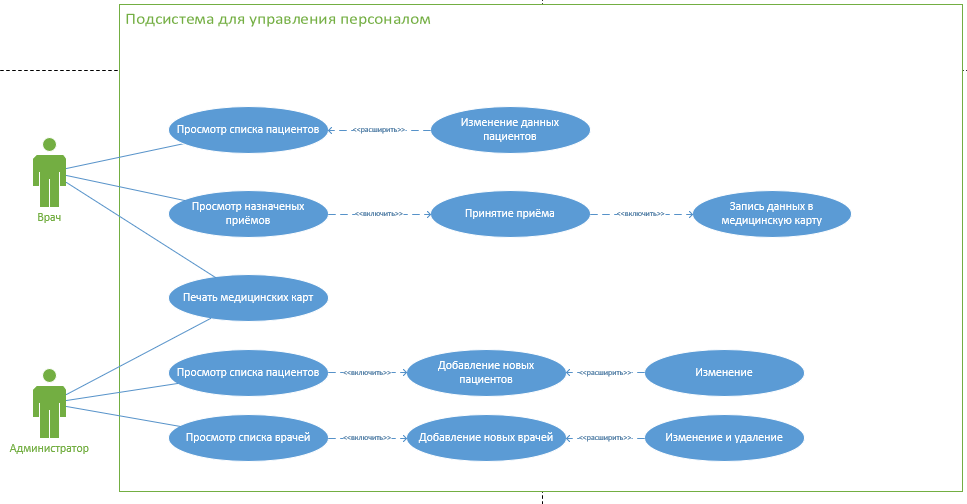 Подсистема для управления персоналом
Просмотр списка пациентов
<<расширить>>
Изменение данных
пациентов
Врач
Просмотр назначеных
приёмов
<<включить>>
Принятие приёма
<<включить>>
Запись данных в
медицинскую карту
Печать медицинских карт
Просмотр списка пациентов
<<включить>>
Добавление новых
пациентов
<<расширить>>
Изменение
Администратор
Просмотр списка врачей
<<включить>>
Добавление новых врачей
<<расширить>>
Изменение и удаление